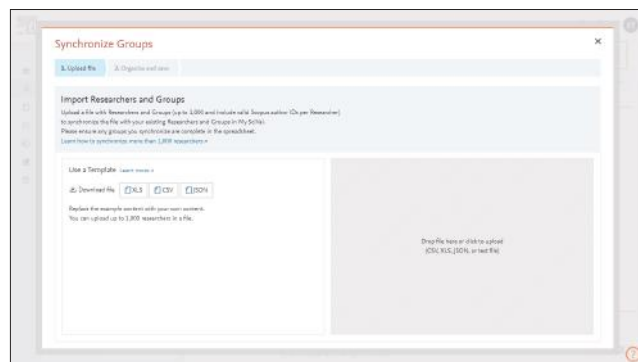 Synchronize Groups
×
1. Upload file
2. Organize and save
Import Researchers and Groups
Upload a file with Researchers and Groups (up to 1,000 and include valid Scopus author IDs per Researcher)
to synchronize the file with your existing Researchers and Groups in My SciVal.
Please ensure any groups you synchronize are complete in the spreadsheet.
Learn how to synchronize more than 1,000 researchers »
Use a Template Learn more »
Download file XLS CSV JSON
Replace the example content with your own content.
You can upload up to 1,000 researchers in a file.
Drop file here or click to upload
(CSV, XLS, JSON, or text file)
?